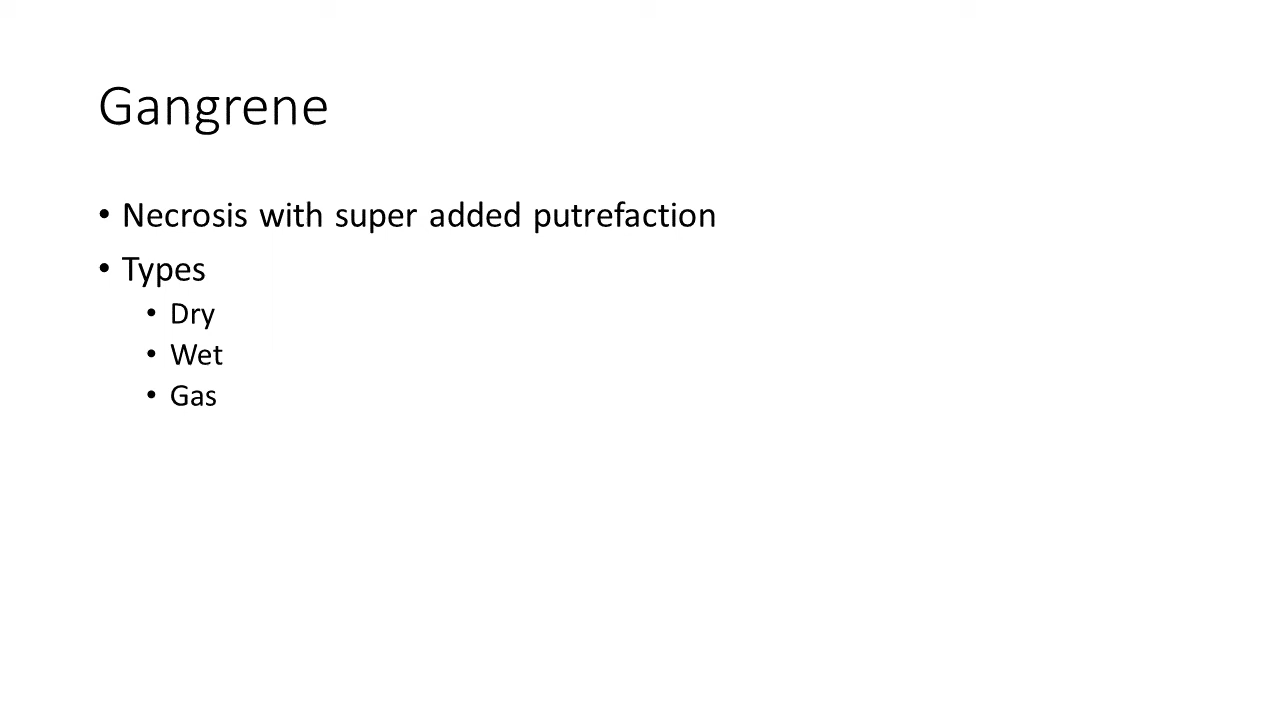 Gangrene
• Necrosis with super added putrefaction
• Types
• Dry
• Wet
• Gas